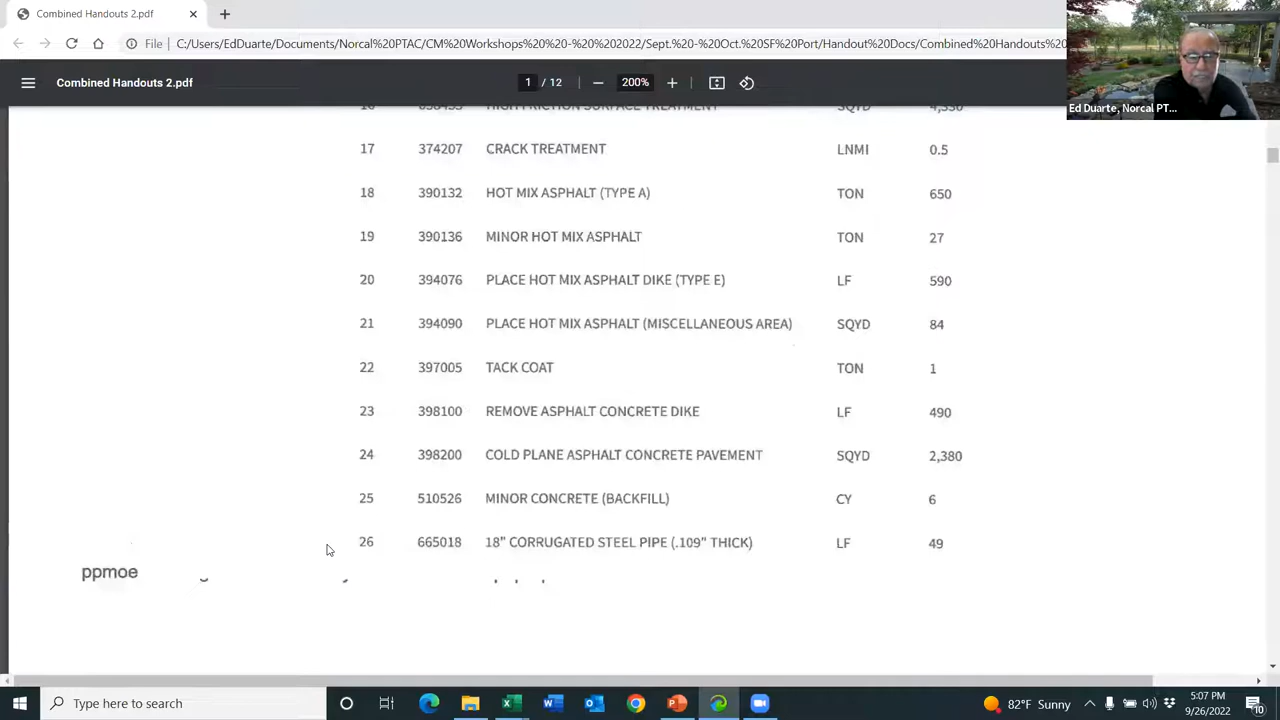 Combined Handouts 2.pdf
File C:/Users/EdDuarte/Documents/Norcal%20PTAC/CM%20Workshops%20%20-%20%202022/Sept.%20-%20Oct.%20SF%20Port/Handout%20Docs/Combined%20Handouts%
Combined Handouts 2.pdf 1 / 12 200%
Ed Duarte, Norcal PT...
HIGH FRICTION SURFACE TREATMENT SQYD
17 374207 CRACK TREATMENT LNMI 0.5
18 390132 HOT MIX ASPHALT (TYPE A) TON 650
19 390136 MINOR HOT MIX ASPHALT TON 27
20 394076 PLACE HOT MIX ASPHALT DIKE (TYPE E) LF 590
21 394090 PLACE HOT MIX ASPHALT (MISCELLANEOUS AREA) SQYD 84
22 397005 TACK COAT TON 1
23 398100 REMOVE ASPHALT CONCRETE DIKE LF 490
24 398200 COLD PLANE ASPHALT CONCRETE PAVEMENT SQYD 2,380
25 510526 MINOR CONCRETE (BACKFILL) CY 6
26 665018 18" CORRUGATED STEEL PIPE (.109" THICK) LF 49
ppmoe
Type here to search
82°F Sunny
5:07 PM
9/26/2022
10